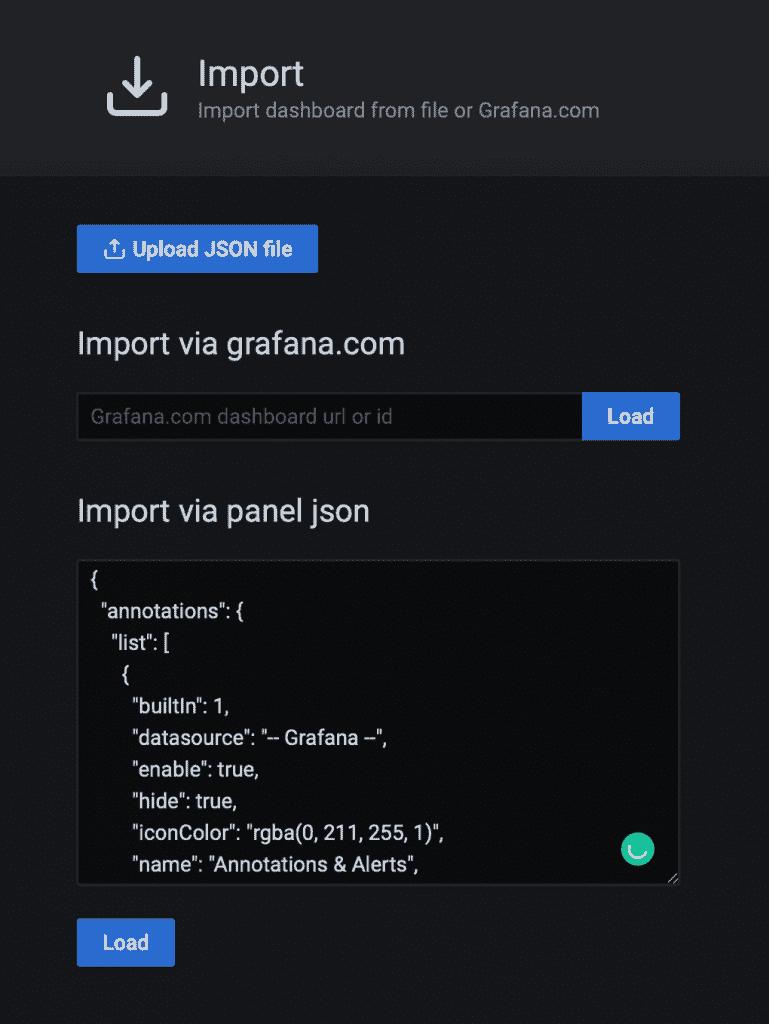 Import
Import dashboard from file or Grafana.com
Upload JSON file
Import via grafana.com
Grafana.com dashboard url or id
Load
Import via panel json
{
"annotations": {
"list": [
{
"builtIn": 1,
"datasource": "-- Grafana --",
"enable": true,
"hide": true,
"iconColor": "rgba(0, 211, 255, 1)",
"name": "Annotations & Alerts",
Load